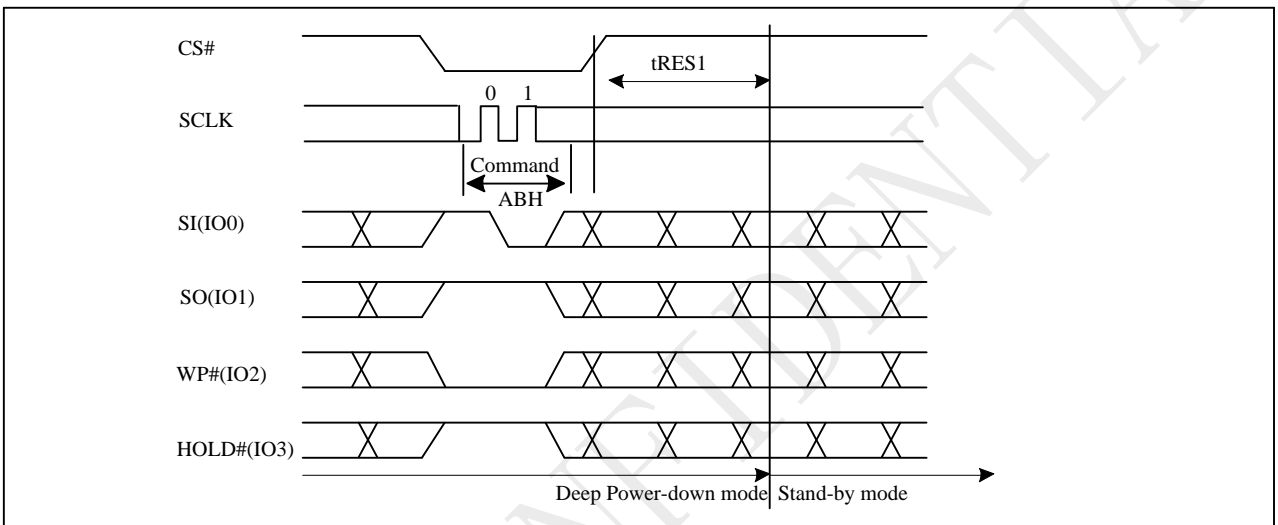 CS#
tRES1
0 1
SCLK
Command
ABH
SI(IO0)
SO(IO1)
WP#(IO2)
HOLD#(IO3)
Deep Power-down mode Stand-by mode
NFIDENTIA